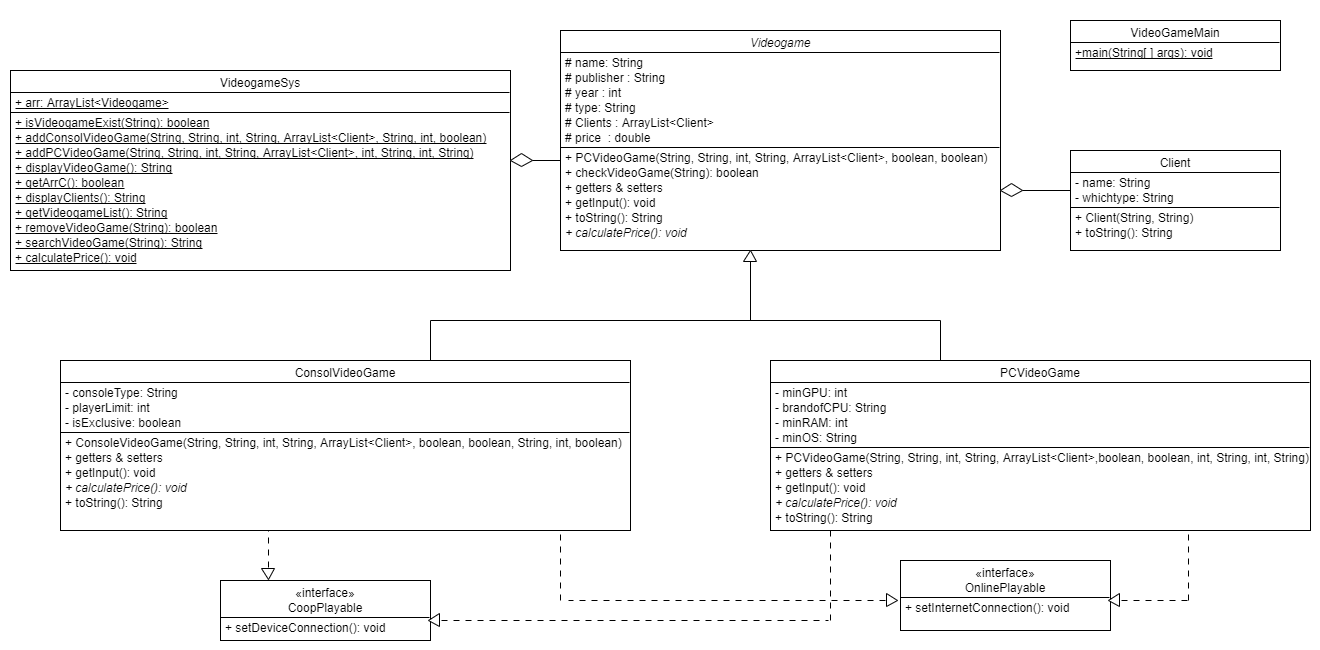 Videogame
# name: String
# publisher : String
# year : int
# type: String
# Clients : ArrayList<Client>
# price : double
+ PCVideoGame(String, String, int, String, ArrayList<Client>, boolean, boolean)
+ checkVideoGame(String): boolean
+ getters & setters
+ getInput(): void
+ toString(): String
+ calculatePrice(): void
VideoGameMain
+main(String[ ] args): void
VideogameSys
+ arr: ArrayList<Videogame>
+ isVideogameExist(String): boolean
+ addConsolVideoGame(String, String, int, String, ArrayList<Client>, String, int, boolean)
+ addPCVideoGame(String, String, int, String, ArrayList<Client>, int, String, int, String)
+ displayVideoGame(): String
+ getArrC(): boolean
+ displayClients(): String
+ getVideogameList(): String
+ removeVideoGame(String): boolean
+ searchVideoGame(String): String
+ calculatePrice(): void
Client
- name: String
- whichtype: String
+ Client(String, String)
+ toString(): String
ConsolVideoGame
- consoleType: String
- playerLimit: int
- isExclusive: boolean
+ ConsoleVideoGame(String, String, int, String, ArrayList<Client>, boolean, boolean, String, int, boolean)
+ getters & setters
+ getInput(): void
+ calculatePrice(): void
+ toString(): String
PCVideoGame
- minGPU: int
- brandofCPU: String
- minRAM: int
- minOS: String
+ PCVideoGame(String, String, int, String, ArrayList<Client>,boolean, boolean, int, String, int, String)
+ getters & setters
+ getInput(): void
+ calculatePrice(): void
+ toString(): String
«interface»
CoopPlayable
+ setDeviceConnection(): void
«interface»
OnlinePlayable
+ setInternetConnection(): void